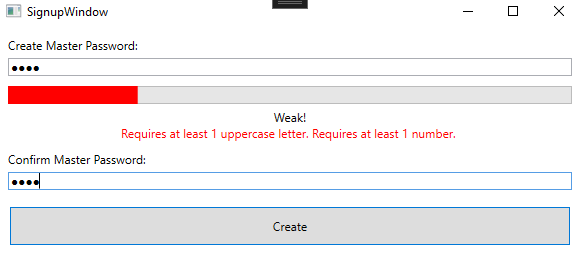 SignupWindow
Create Master Password:
●●●●
Weak!
Requires at least 1 uppercase letter. Requires at least 1 number.
Confirm Master Password:
●●●●
Create